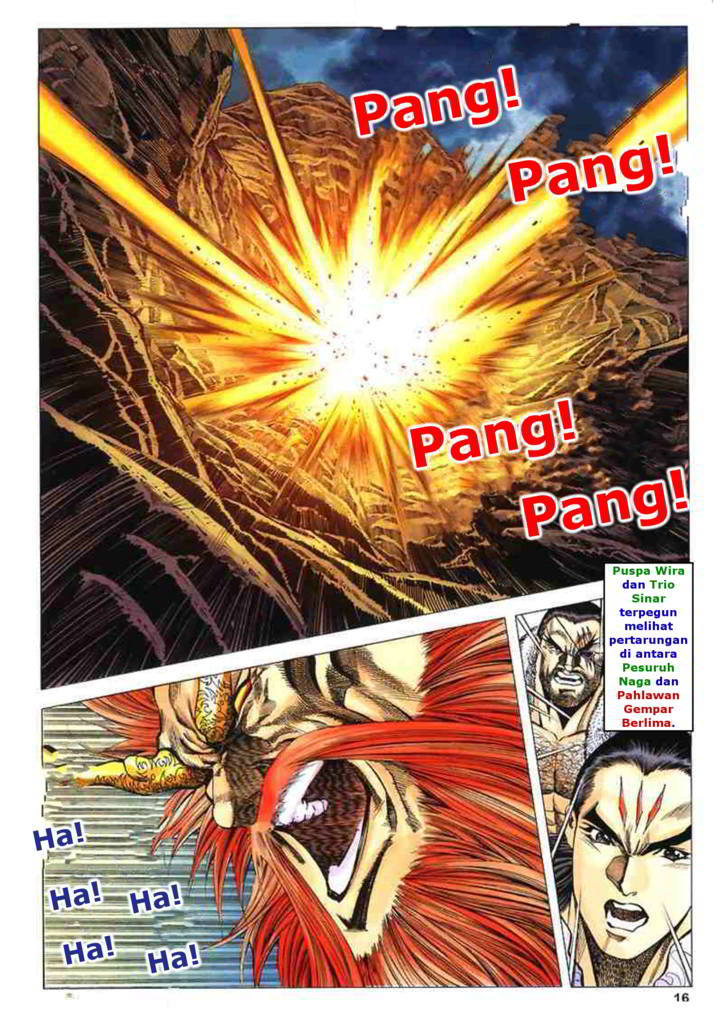 Pang!
Pang!
Pang!
Pang!
Puspa Wira
dan Trio
Sinar
terpegun
melihat
pertarungan
di antara
Pesuruh
Naga dan
Pahlawan
Gempar
Berlima.
Ha!
Ha!
Ha!
Ha!
Ha!
16